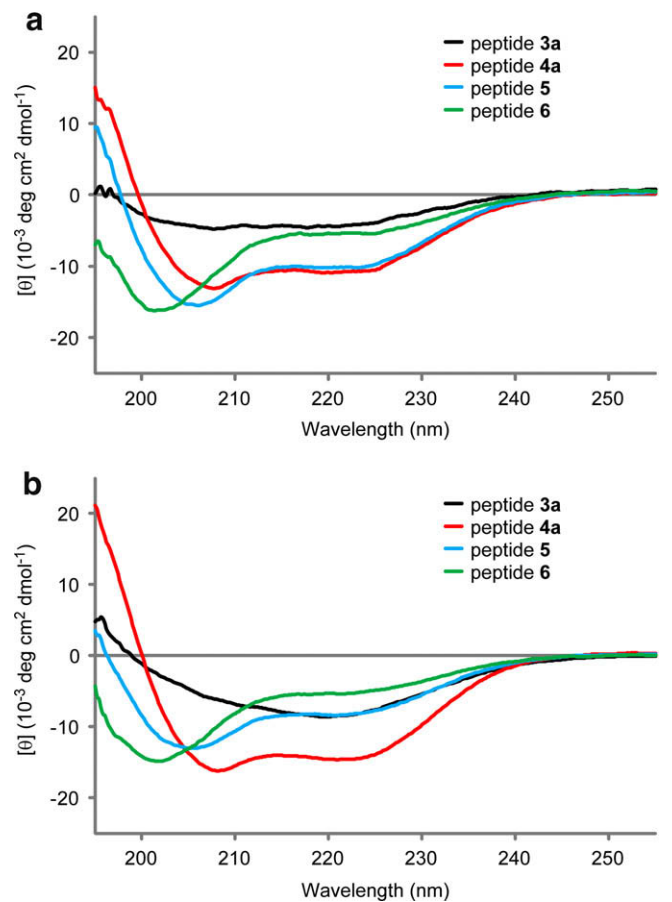 a
peptide 3a
peptide 4a
peptide 5
peptide 6
20
10
0
-10
-20
[θ] (10⁻³ deg cm² dmol⁻¹)
200 210 220 230 240 250
Wavelength (nm)
b
peptide 3a
peptide 4a
peptide 5
peptide 6
20
10
0
-10
-20
[θ] (10⁻³ deg cm² dmol⁻¹)
200 210 220 230 240 250
Wavelength (nm)